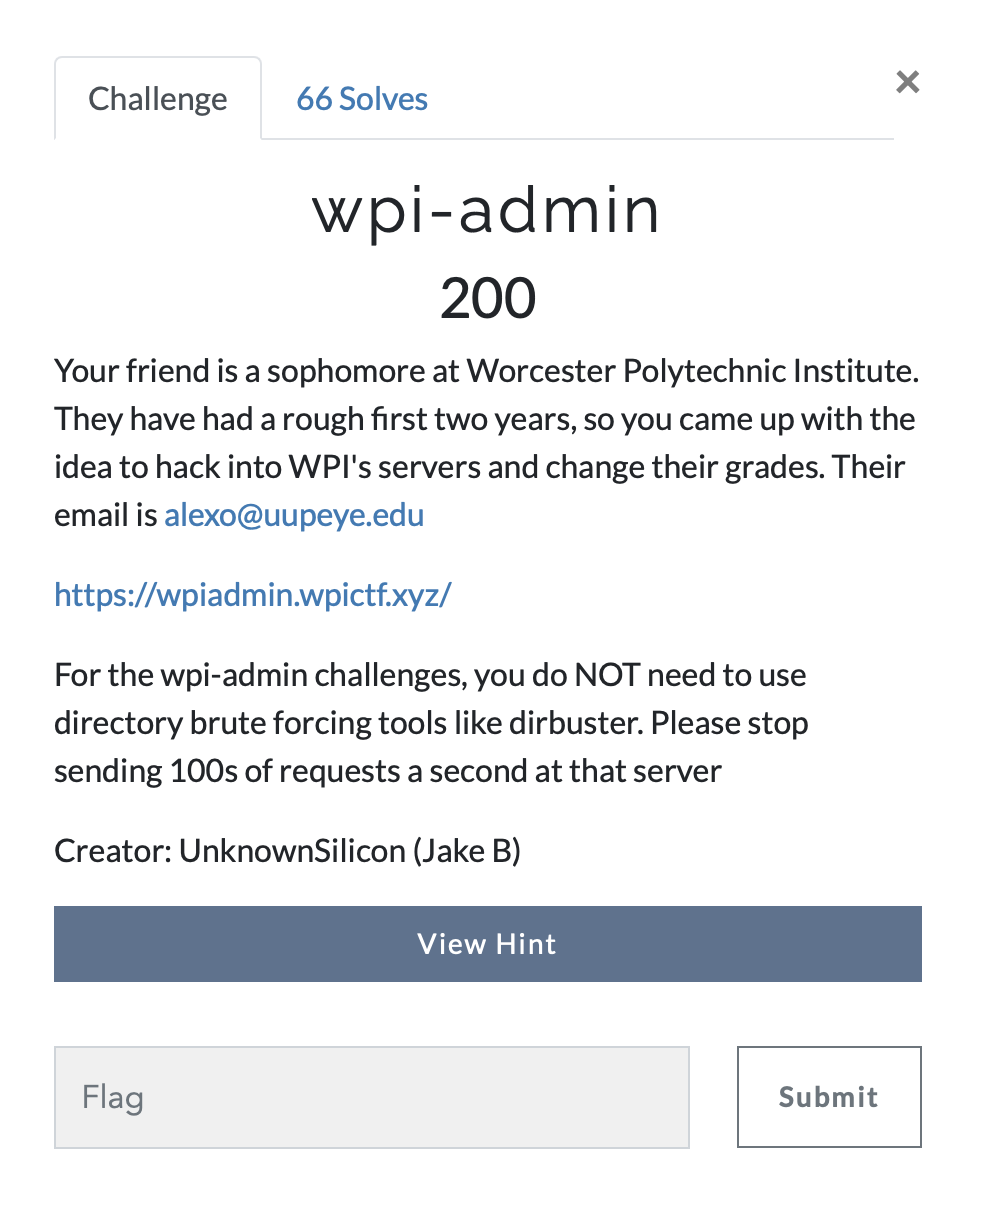 Challenge
66 Solves
×
wpi-admin
200
Your friend is a sophomore at Worcester Polytechnic Institute.
They have had a rough first two years, so you came up with the
idea to hack into WPI's servers and change their grades. Their
email is alexo@uupeye.edu
https://wpiadmin.wpictf.xyz/
For the wpi-admin challenges, you do NOT need to use
directory brute forcing tools like dirbuster. Please stop
sending 100s of requests a second at that server
Creator: UnknownSilicon (Jake B)
View Hint
Flag
Submit